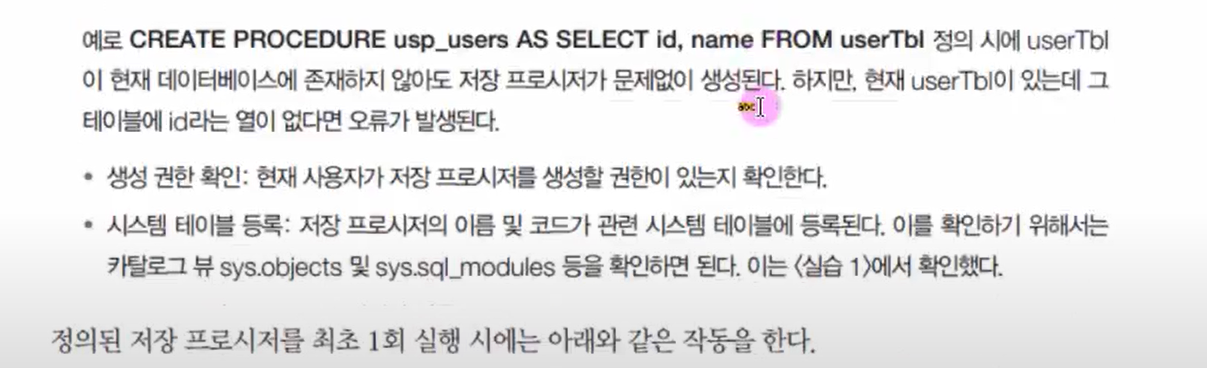 예로 CREATE PROCEDURE usp_users AS SELECT id, name FROM userTbl 정의 시에 userTbl
이 현재 데이터베이스에 존재하지 않아도 저장 프로시저가 문제없이 생성된다. 하지만, 현재 userTbl이 있는데 그
테이블에 id라는 열이 없다면 오류가 발생된다.
• 생성 권한 확인: 현재 사용자가 저장 프로시저를 생성할 권한이 있는지 확인한다.
• 시스템 테이블 등록: 저장 프로시저의 이름 및 코드가 관련 시스템 테이블에 등록된다. 이를 확인하기 위해서는
카탈로그 뷰 sys.objects 및 sys.sql_modules 등을 확인하면 된다. 이는 〈실습 1〉에서 확인했다.
정의된 저장 프로시저를 최초 1회 실행 시에는 아래와 같은 작동을 한다.